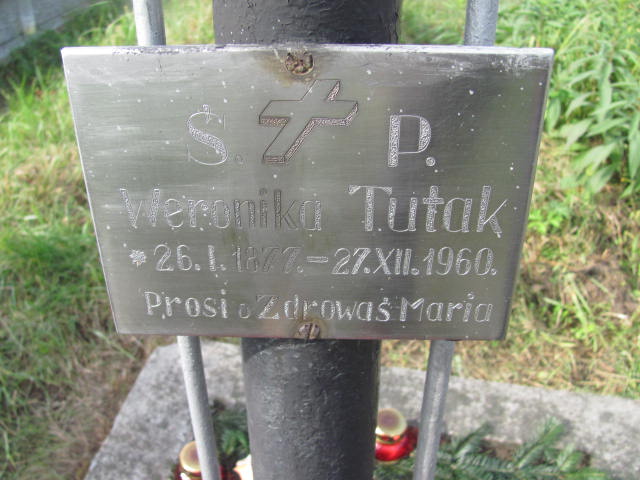 Ś. P.
Weronika Tutak
*26.I.1877.-27.XII.1960.
Prosi o Zdrowaś Maria